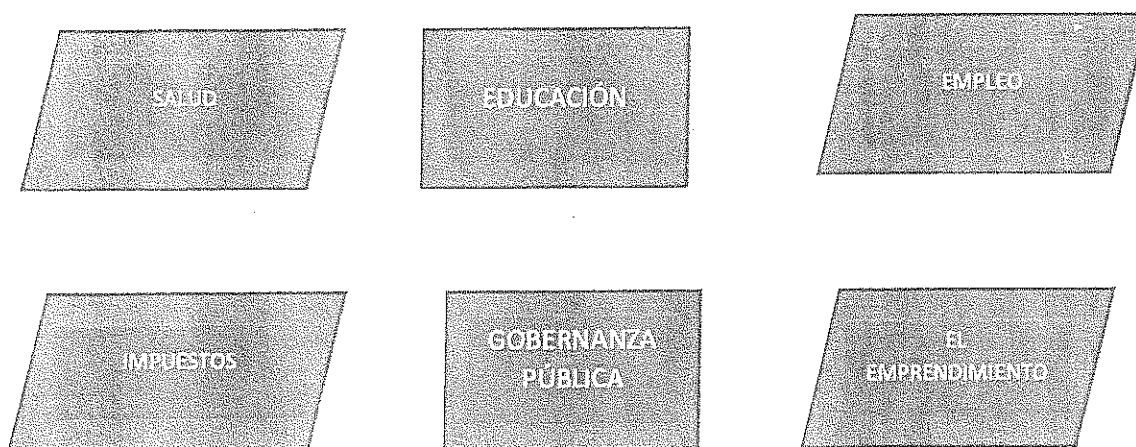 SALUD
EDUCACIÓN
EMPLEO
IMPUESTOS
GOBERNANZA
PÚBLICA
EL
EMPRENDIMIENTO